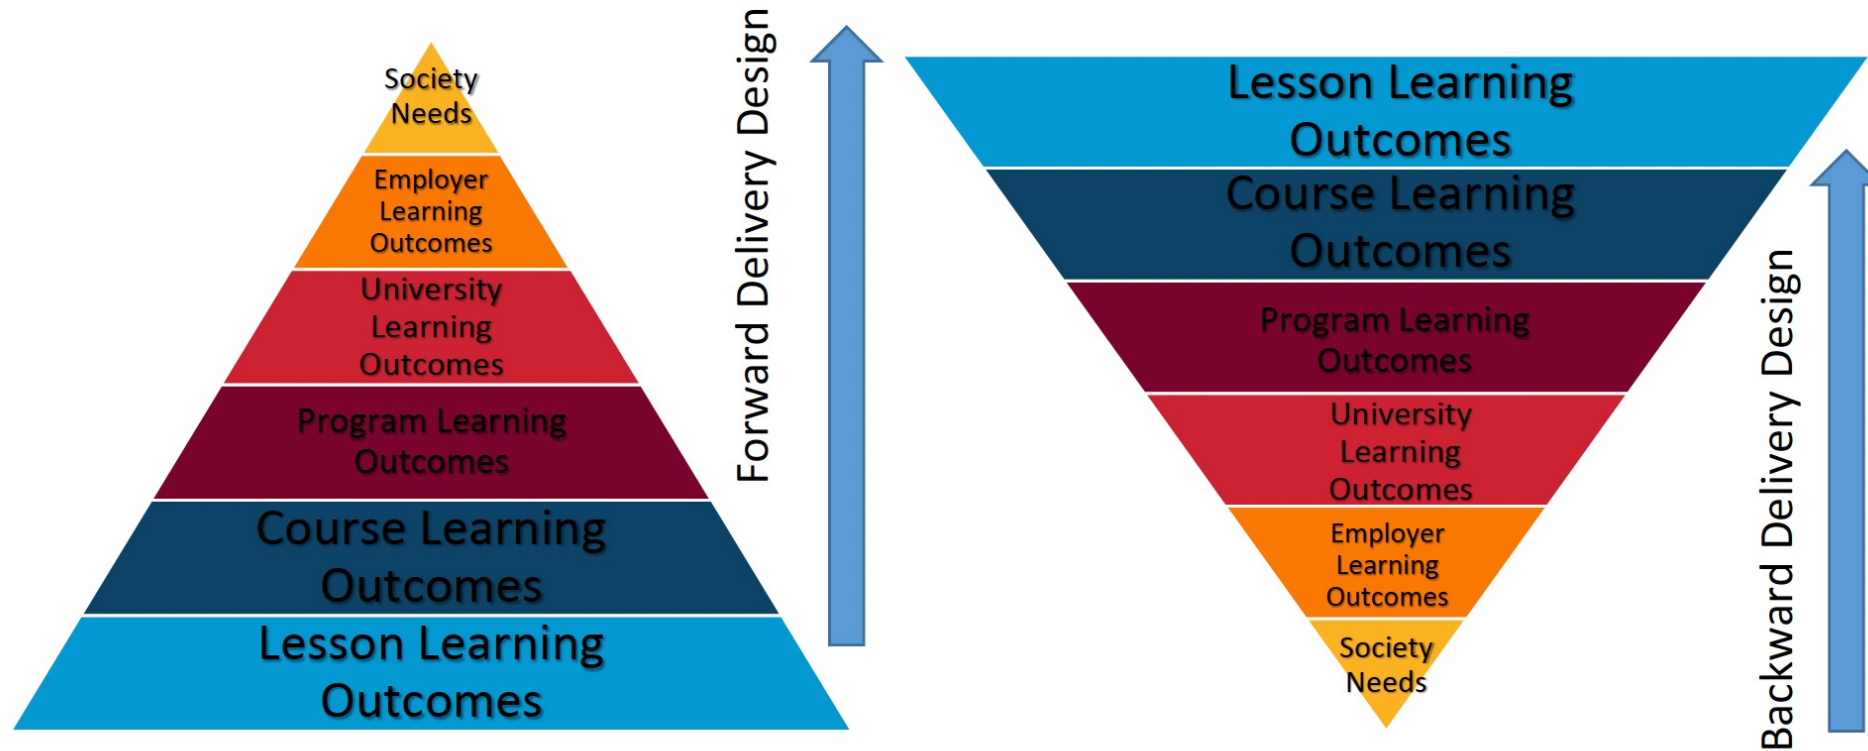 Society
Needs
Employer
Learning
Outcomes
University
Learning
Outcomes
Program Learning
Outcomes
Course Learning
Outcomes
Lesson Learning
Outcomes
Forward Delivery Design
Lesson Learning
Outcomes
Course Learning
Outcomes
Program Learning
Outcomes
University
Learning
Outcomes
Employer
Learning
Outcomes
Society
Needs
Backward Delivery Design